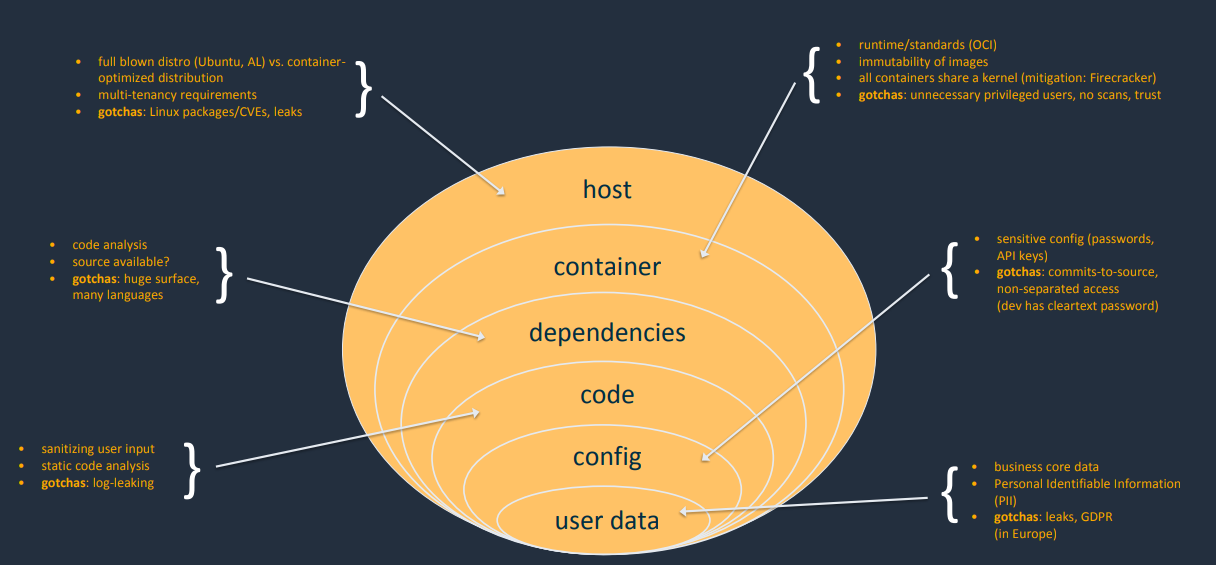 • full blown distro (Ubuntu, AL) vs. container-
optimized distribution
• multi-tenancy requirements
• gotchas: Linux packages/CVEs, leaks
• runtime/standards (OCI)
• immutability of images
• all containers share a kernel (mitigation: Firecracker)
• gotchas: unnecessary privileged users, no scans, trust
host
container
dependencies
code
config
user data
• code analysis
• source available?
• gotchas: huge surface,
many languages
• sensitive config (passwords,
API keys)
• gotchas: commits-to-source,
non-separated access
(dev has cleartext password)
• sanitizing user input
• static code analysis
• gotchas: log-leaking
• business core data
• Personal Identifiable Information
(PII)
• gotchas: leaks, GDPR
(in Europe)